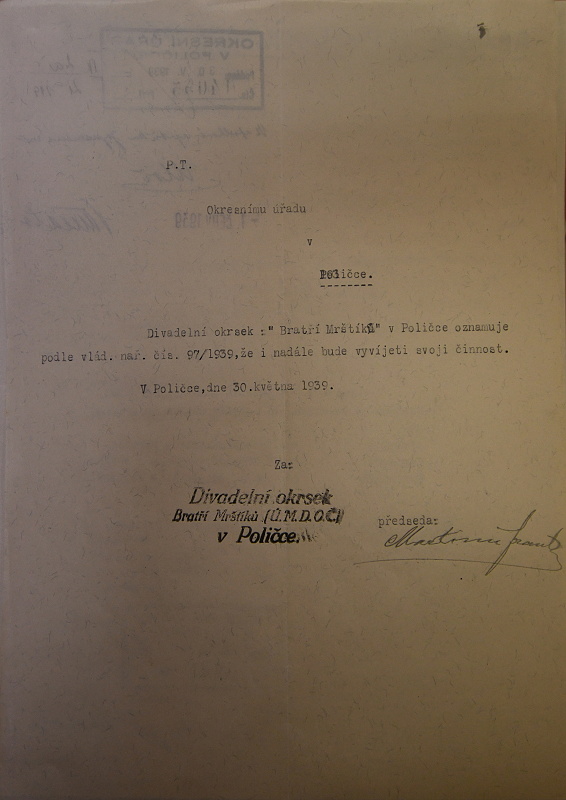 P.T.
Okresnímu úřadu
v
Poličce.
Divadelní okrsek :" Bratří Mrštíků" v Poličce oznamuje
podle vlád. nař. čís. 97/1939,že i nadále bude vyvíjeti svoji činnost.
V Poličce,dne 30.května 1939.
Za:
Divadelní okrsek
Bratří Mrštíků (Ú.M.D.O.Č)
v Poličce.
předseda: